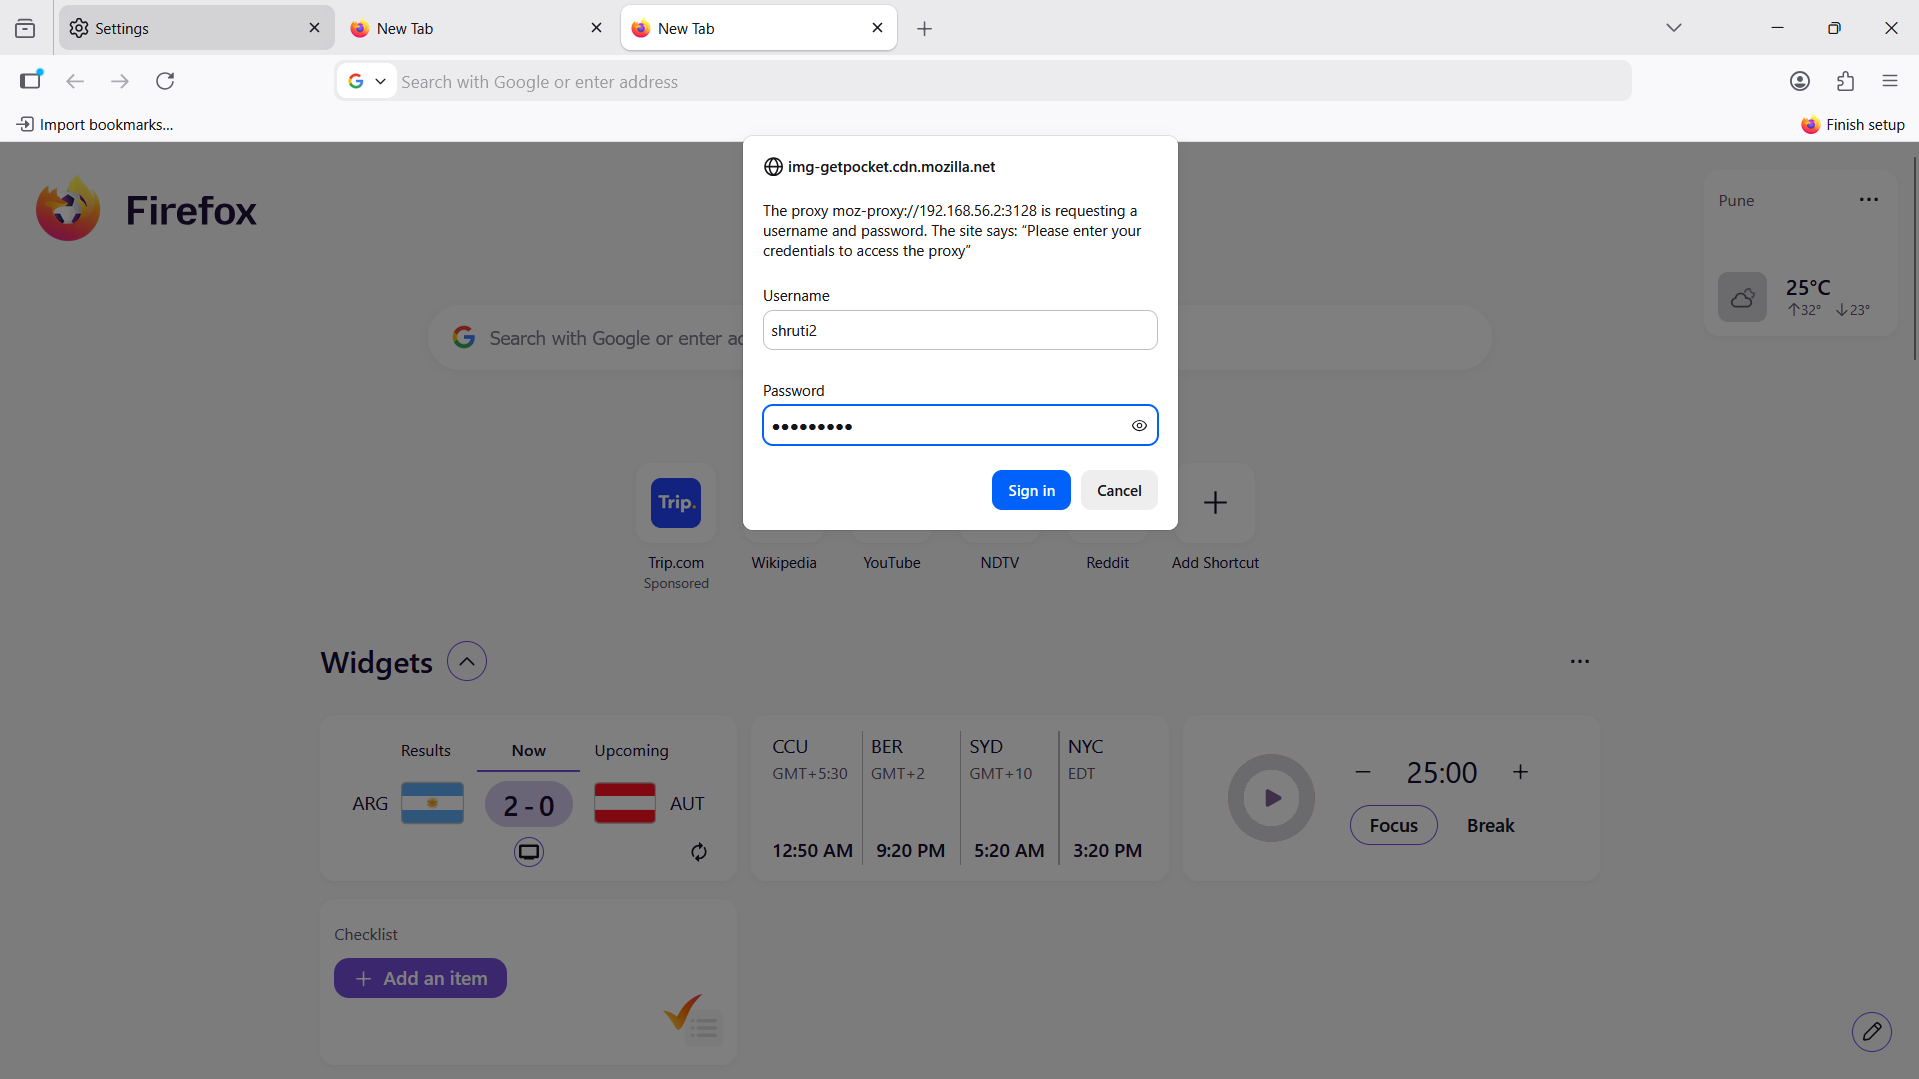 Settings
New Tab
New Tab
Search with Google or enter address
Import bookmarks...
Finish setup
img-getpocket.cdn.mozilla.net
The proxy moz-proxy://192.168.56.2:3128 is requesting a
username and password. The site says: “Please enter your
credentials to access the proxy”
Username
shruti2
Password
•••••••••
Sign in
Cancel
Firefox
Search with Google or enter ad
Pune
25°C
↑32° ↓23°
Trip.
Trip.com
Sponsored
Wikipedia
YouTube
NDTV
Reddit
Add Shortcut
Widgets
Results
Now
Upcoming
ARG
2 - 0
AUT
CCU
GMT+5:30
12:50 AM
BER
GMT+2
9:20 PM
SYD
GMT+10
5:20 AM
NYC
EDT
3:20 PM
25:00
Focus
Break
Checklist
Add an item